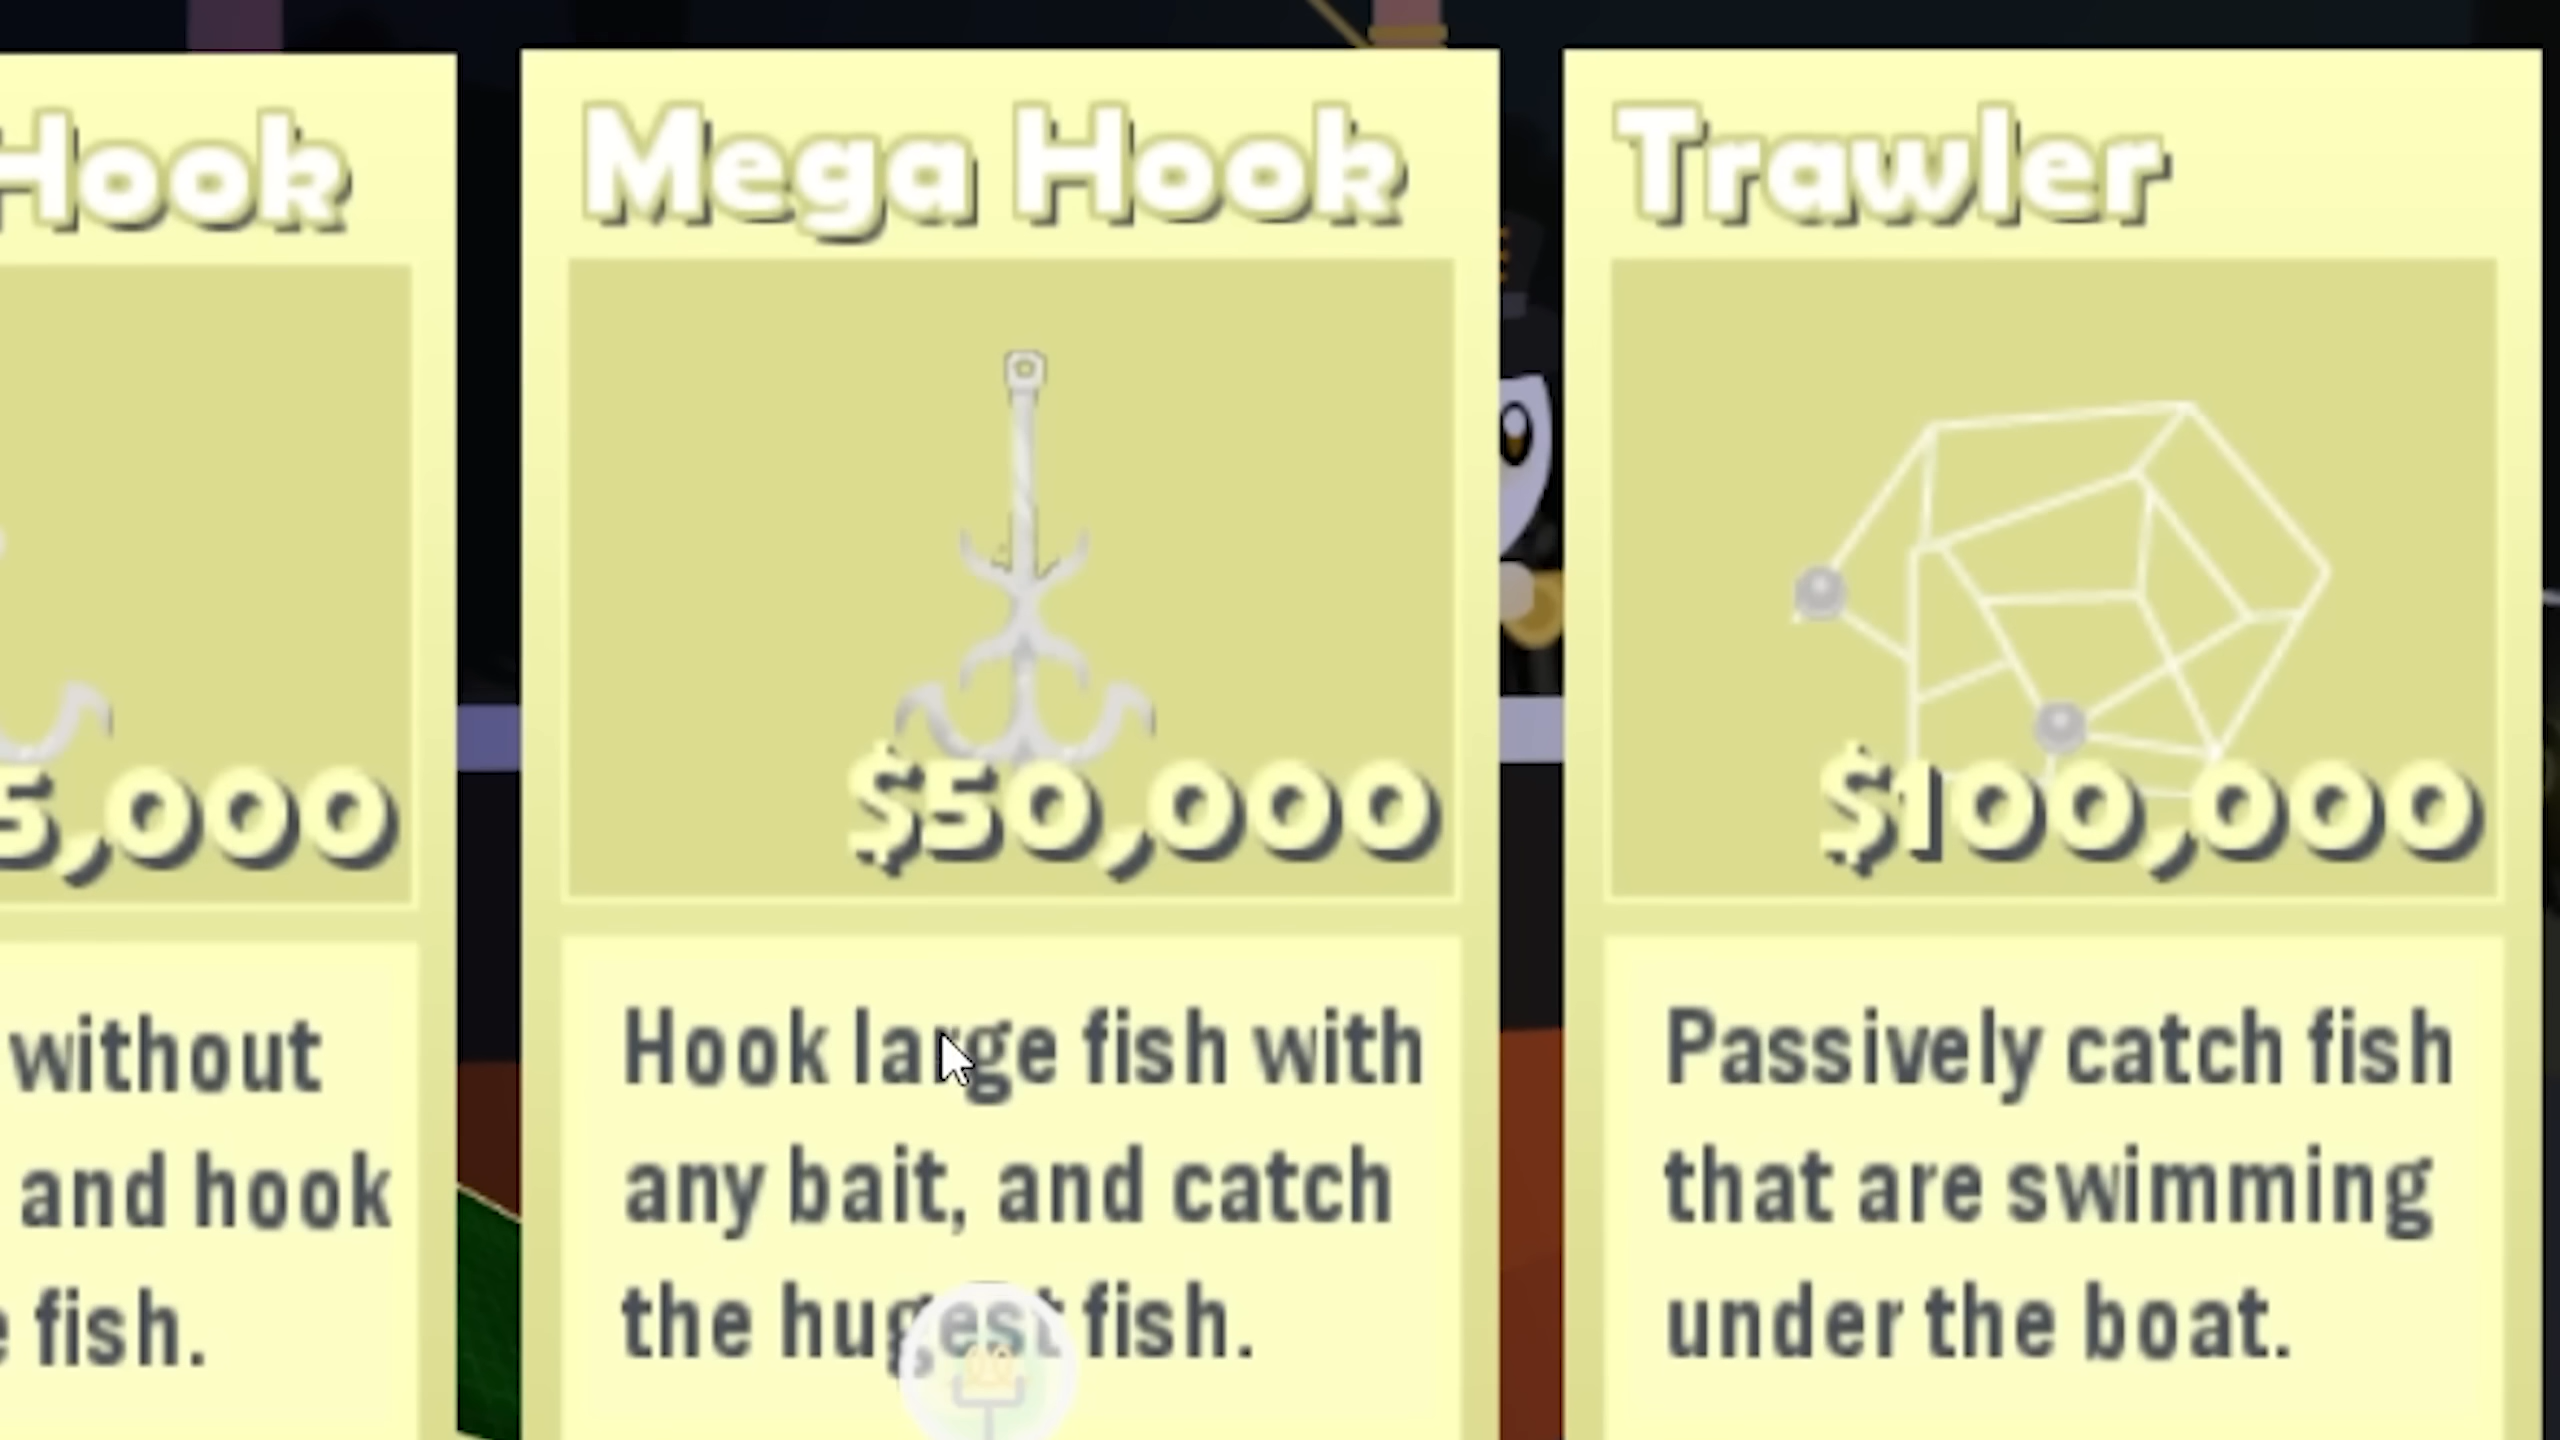 Hook
5,000
without
and hook
fish.
Mega Hook
$50,000
Hook large fish with
any bait, and catch
the hugest fish.
Trawler
$100,000
Passively catch fish
that are swimming
under the boat.